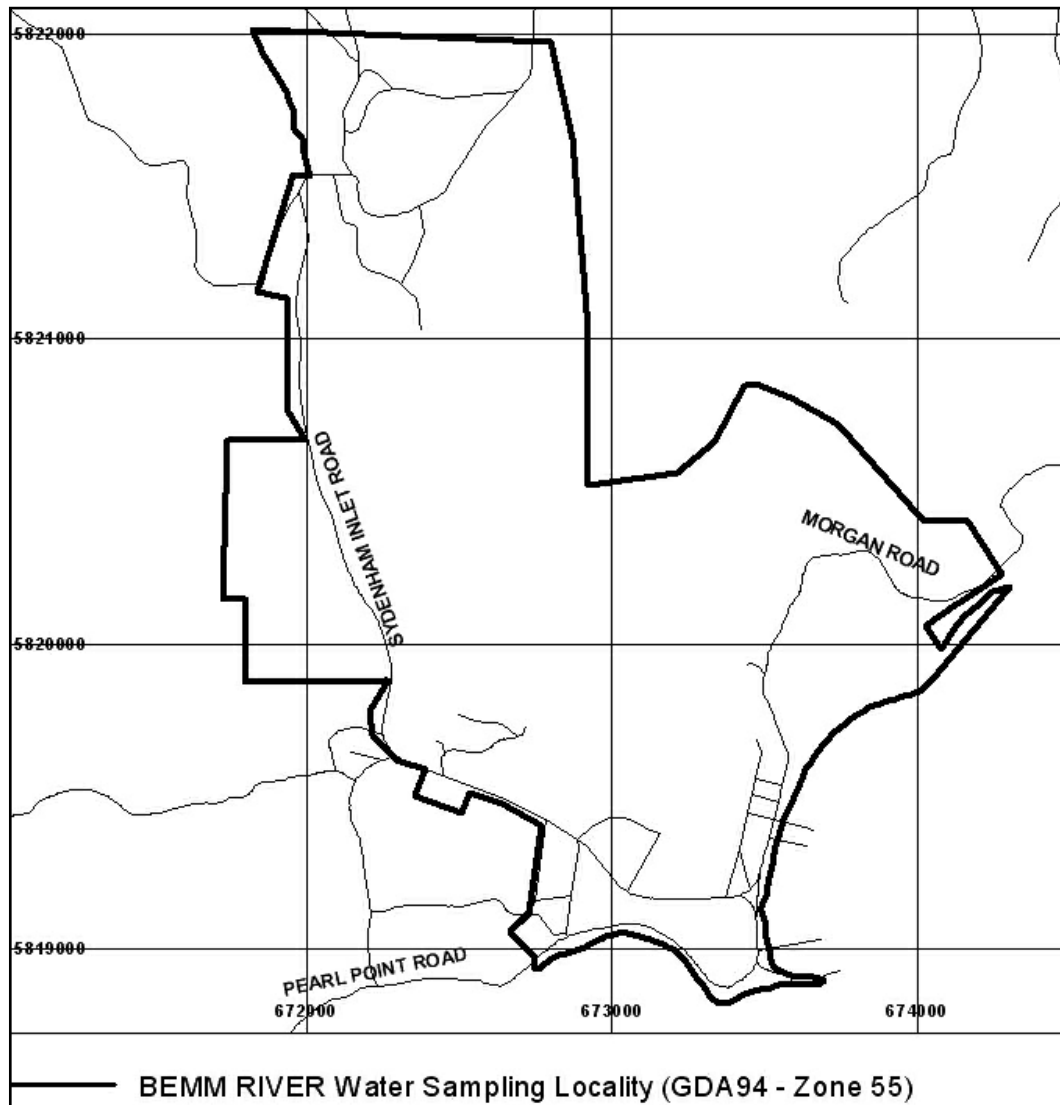 5822000
5821000
SYDENHAM INLET ROAD
MORGAN ROAD
5820000
5819000
PEARL POINT ROAD
672000
673000
674000
BEMM RIVER Water Sampling Locality (GDA94 - Zone 55)